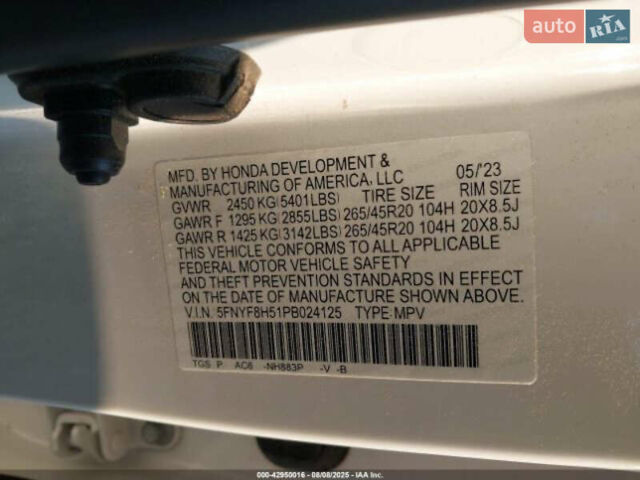 auto RIA
.com
MFD. BY HONDA DEVELOPMENT &
MANUFACTURING OF AMERICA, LLC 05/'23
GVWR 2450 KG(5401LBS) TIRE SIZE RIM SIZE
GAWR F 1295 KG(2855LBS) 265/45R20 104H 20X8.5J
GAWR R 1425 KG(3142LBS) 265/45R20 104H 20X8.5J
THIS VEHICLE CONFORMS TO ALL APPLICABLE
FEDERAL MOTOR VEHICLE SAFETY
AND THEFT PREVENTION STANDARDS IN EFFECT
ON THE DATE OF MANUFACTURE SHOWN ABOVE.
V.I.N. 5FNYF8H51PB024125 TYPE:MPV
TGS P AC6 -NH883P -V -B
000-42950016 - 08/08/2025 - IAA Inc.